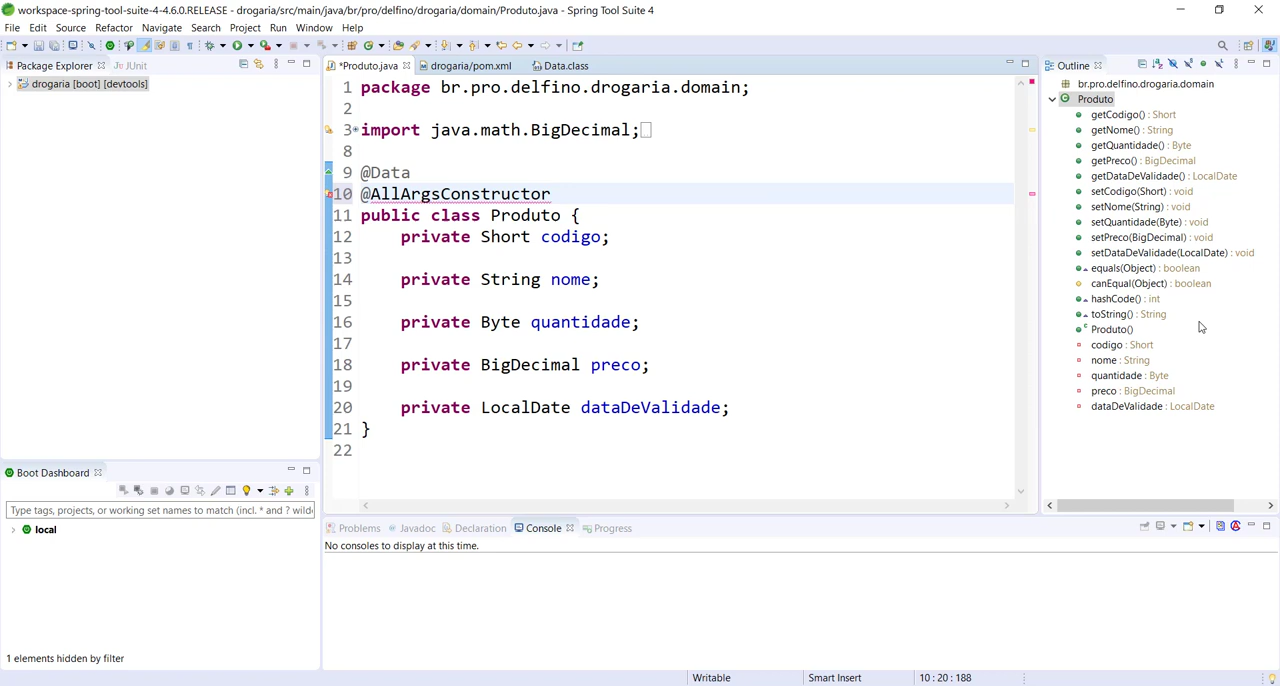 workspace-spring-tool-suite-4-4.6.0.RELEASE - drogaria/src/main/java/br/pro/delfino/drogaria/domain/Produto.java - Spring Tool Suite 4
File Edit Source Refactor Navigate Search Project Run Window Help
Package Explorer JUnit
drogaria [boot] [devtools]
*Produto.java drogaria/pom.xml Data.class
1 package br.pro.delfino.drogaria.domain;
2
3 import java.math.BigDecimal;
8
9 @Data
10 @AllArgsConstructor
11 public class Produto {
12 private Short codigo;
13
14 private String nome;
15
16 private Byte quantidade;
17
18 private BigDecimal preco;
19
20 private LocalDate dataDeValidade;
21 }
22
Outline
br.pro.delfino.drogaria.domain
Produto
getCodigo() : Short
getNome() : String
getQuantidade() : Byte
getPreco() : BigDecimal
getDataDeValidade() : LocalDate
setCodigo(Short) : void
setNome(String) : void
setQuantidade(Byte) : void
setPreco(BigDecimal) : void
setDataDeValidade(LocalDate) : void
equals(Object) : boolean
canEqual(Object) : boolean
hashCode() : int
toString() : String
Produto()
codigo : Short
nome : String
quantidade : Byte
preco : BigDecimal
dataDeValidade : LocalDate
Boot Dashboard
Type tags, projects, or working set names to match (incl. * and ? wild
local
1 elements hidden by filter
Problems Javadoc Declaration Console Progress
No consoles to display at this time.
Writable Smart Insert 10 : 20 : 188